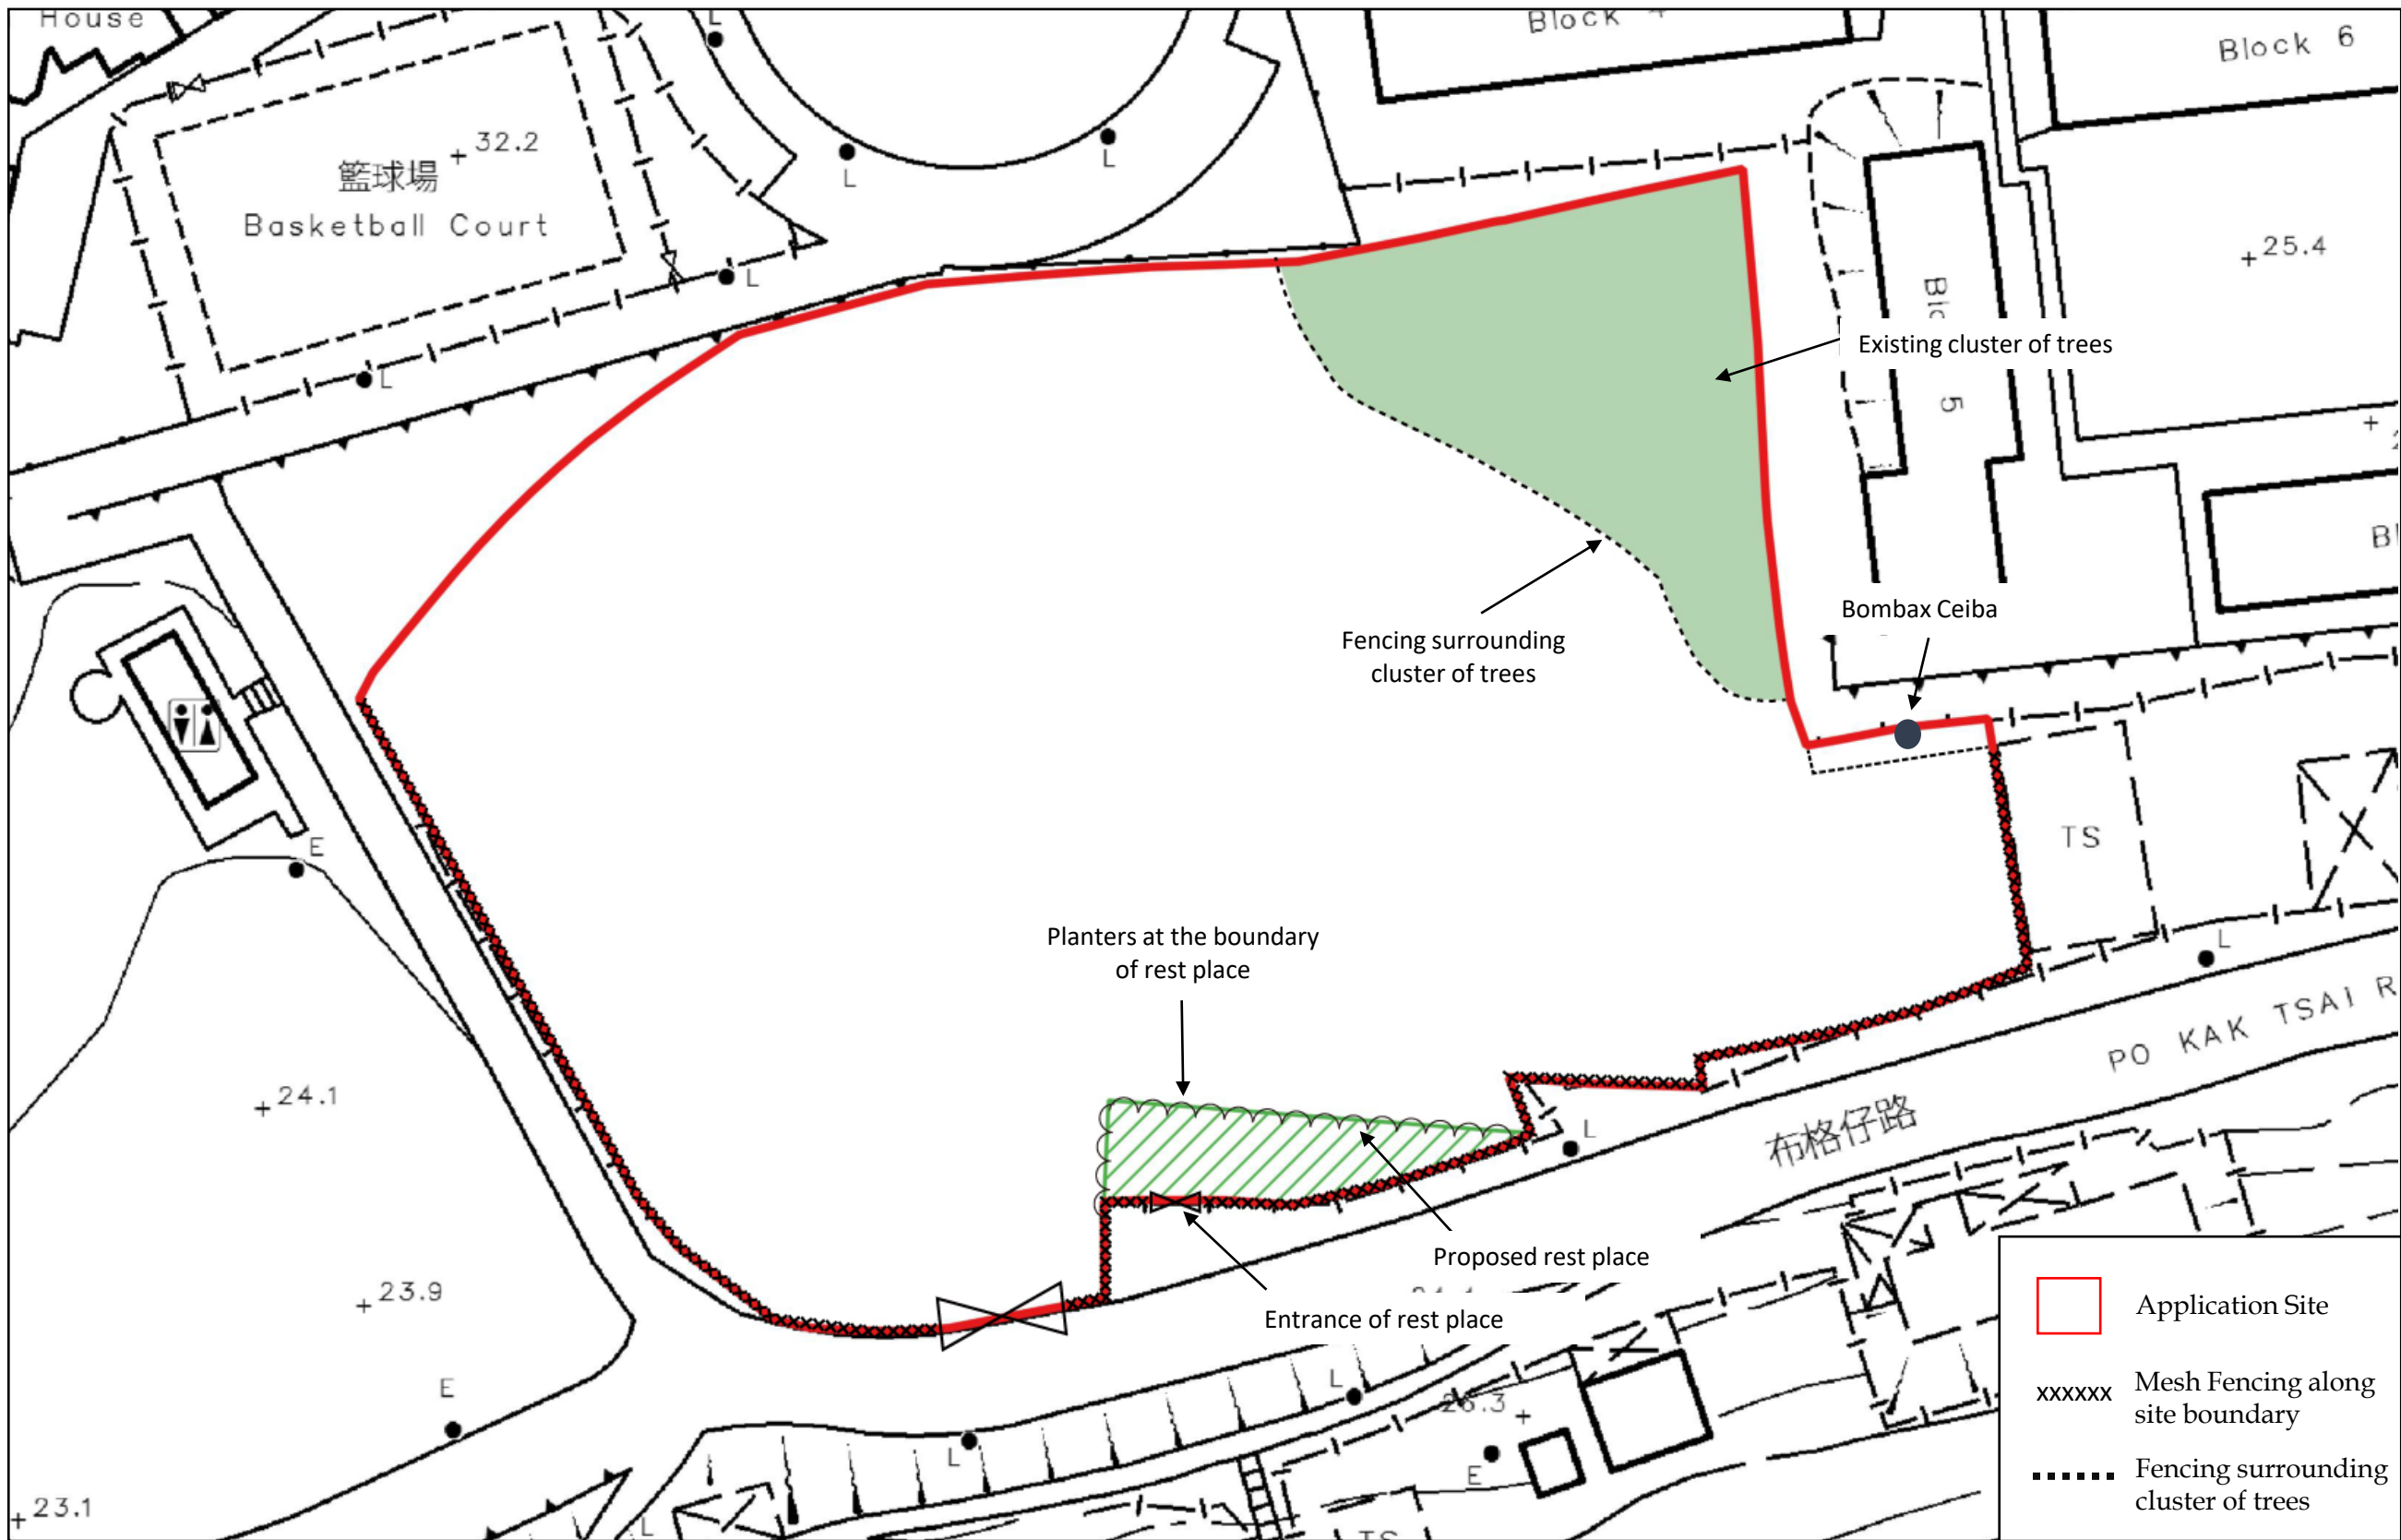 House
L
Block
Block 6
32.2
籃球場
Basketball Court
L
L
25.4
L
L
Existing cluster of trees
5
Bombax Ceiba
Fencing surrounding
cluster of trees
E
TS
Planters at the boundary
of rest place
L
24.1
PO KAK TSAI R
布格仔路
L
Proposed rest place
23.9
Entrance of rest place
E
L
L
E
23.1
L
TS
Application Site
xxxxxx
Mesh Fencing along
site boundary
Fencing surrounding
cluster of trees